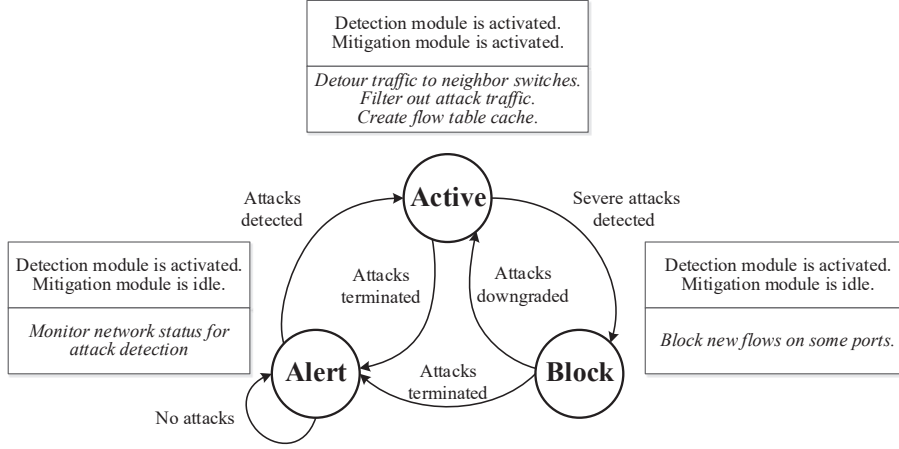 Detection module is activated.
Mitigation module is activated.
Detour traffic to neighbor switches.
Filter out attack traffic.
Create flow table cache.
Active
Attacks
detected
Severe attacks
detected
Detection module is activated.
Mitigation module is idle.
Monitor network status for
attack detection
Attacks
terminated
Attacks
downgraded
Detection module is activated.
Mitigation module is idle.
Block new flows on some ports.
Alert
Attacks
terminated
Block
No attacks